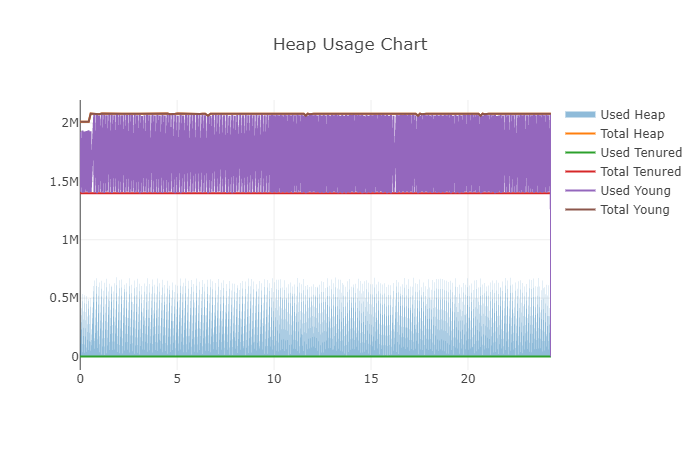 Heap Usage Chart
2M
1.5M
1M
0.5M
0
0
5
10
15
20
Used Heap
Total Heap
Used Tenured
Total Tenured
Used Young
Total Young